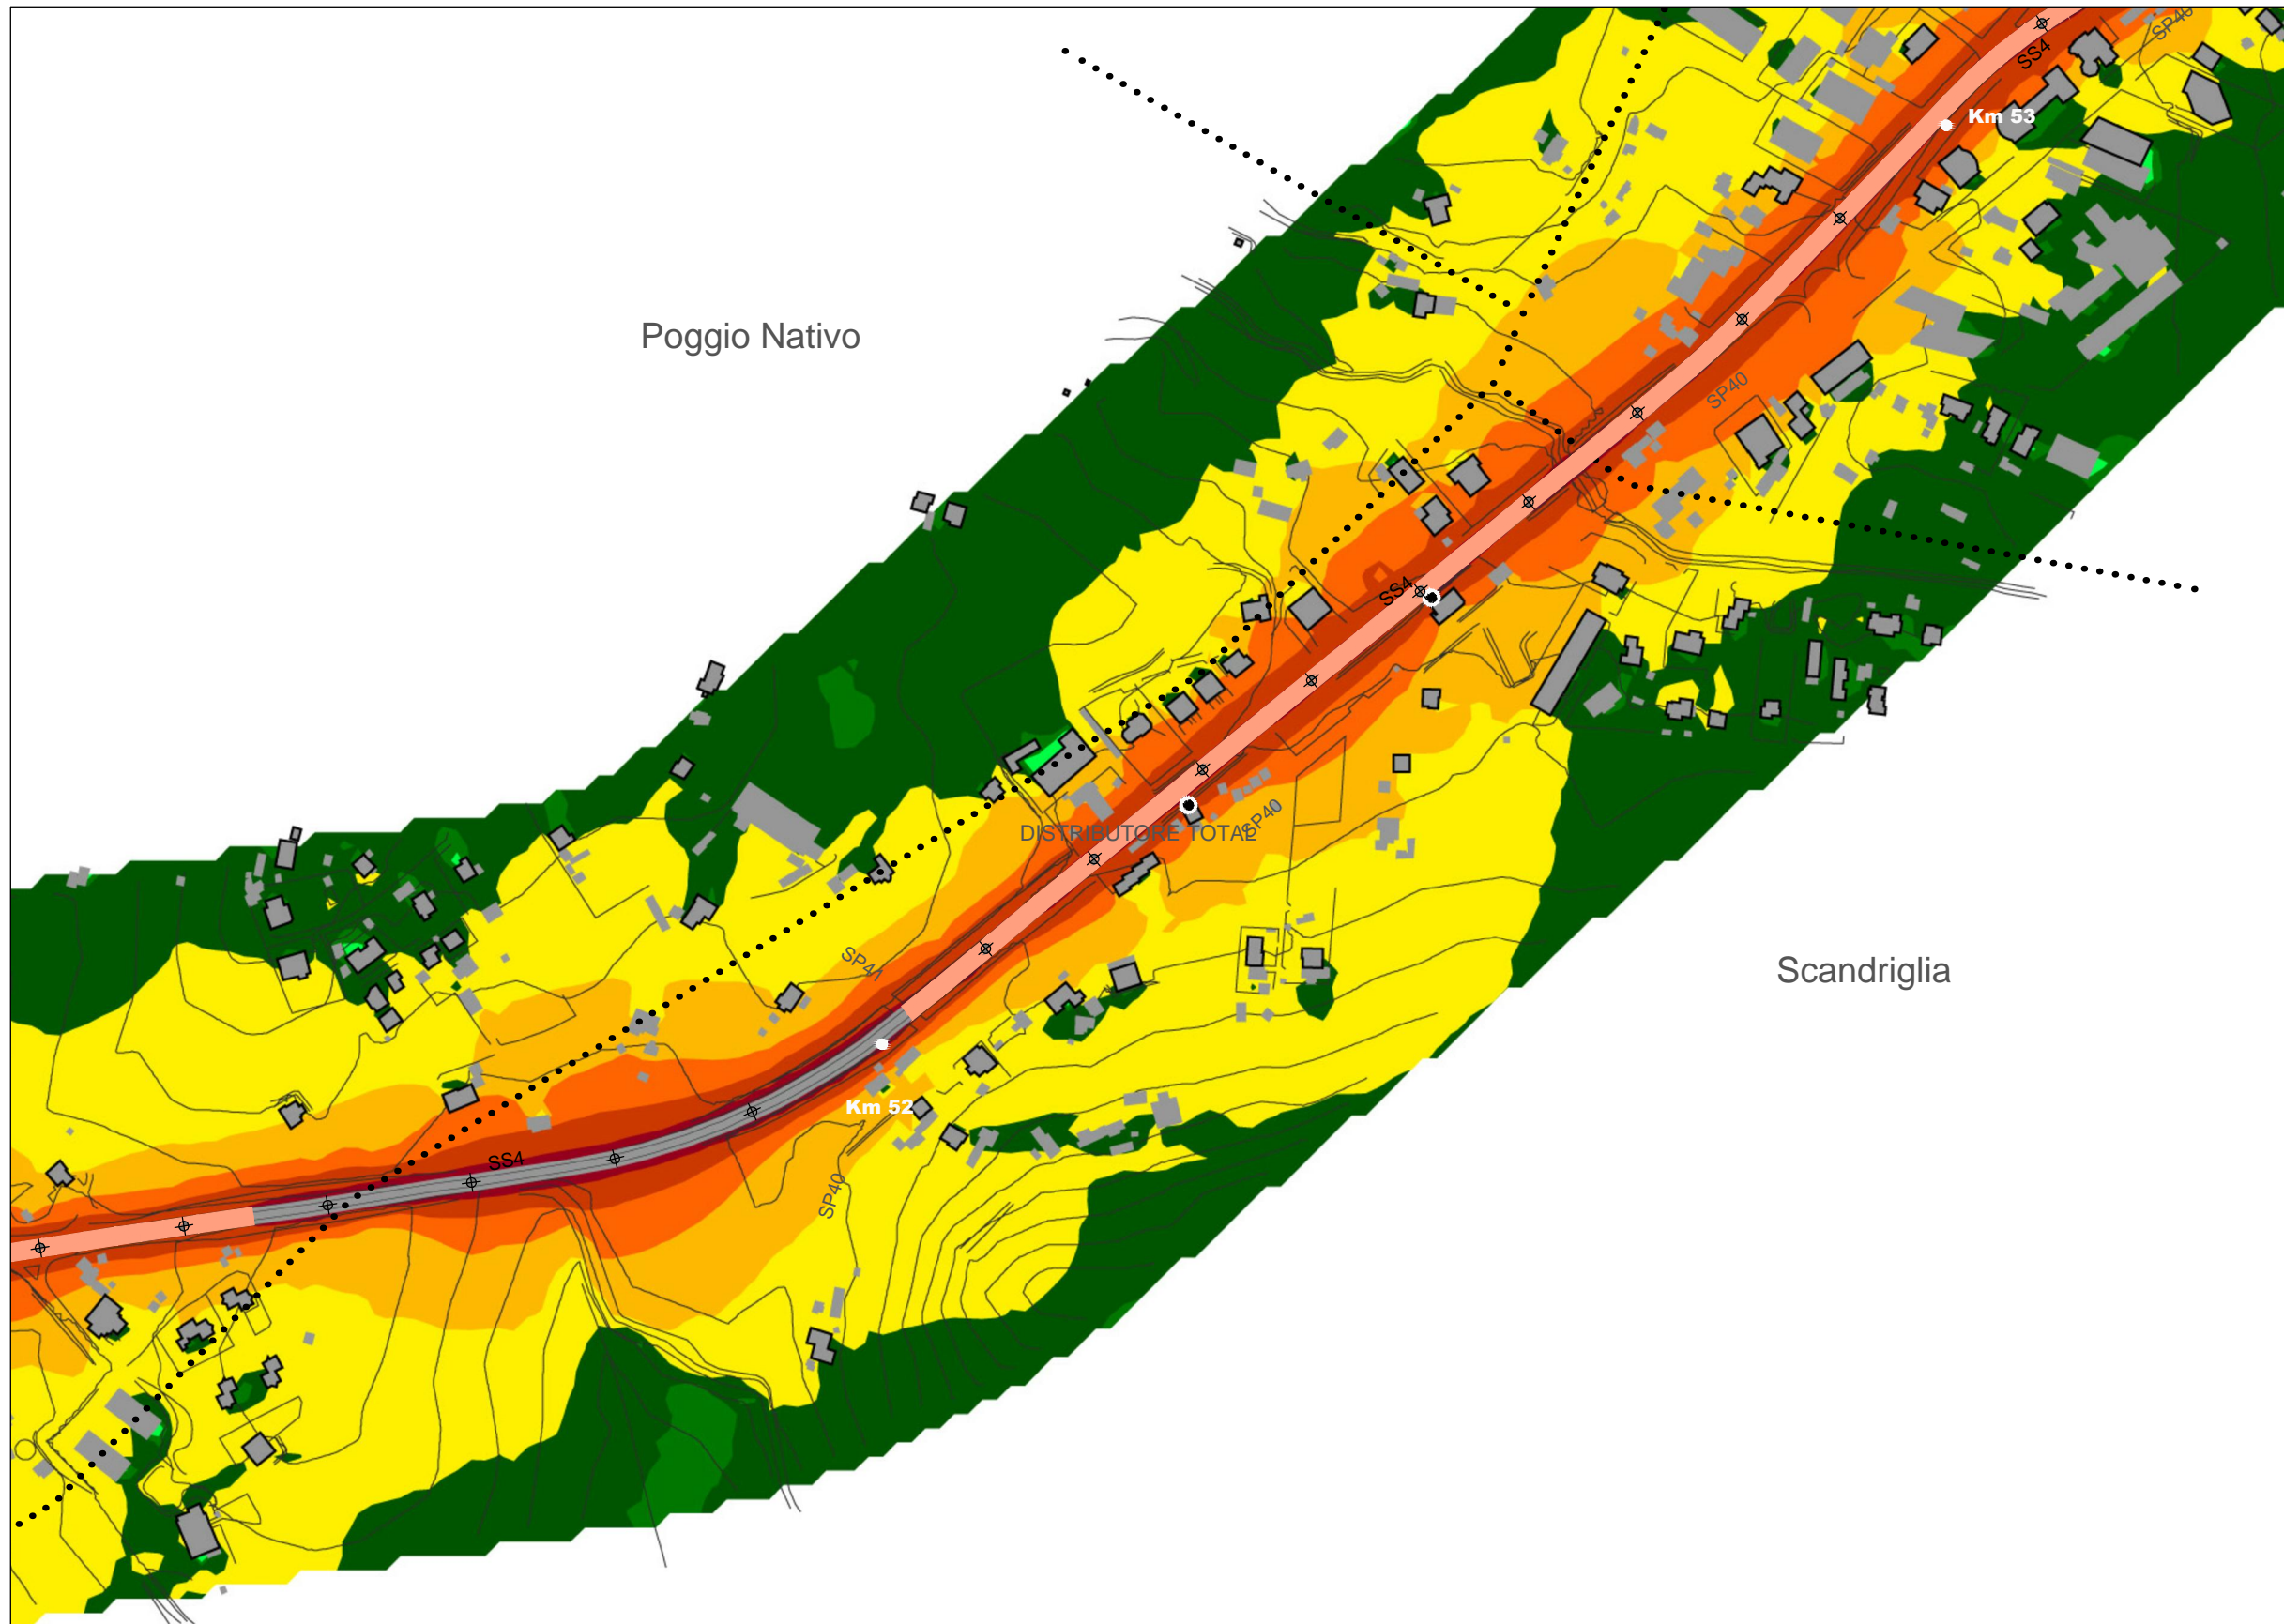 SP40
SS4
Km 53
Poggio Nativo
SP40
SS4
SP40
DISTRIBUTORE TOTAL
SP41
Scandriglia
Km 52
SS4
SP40